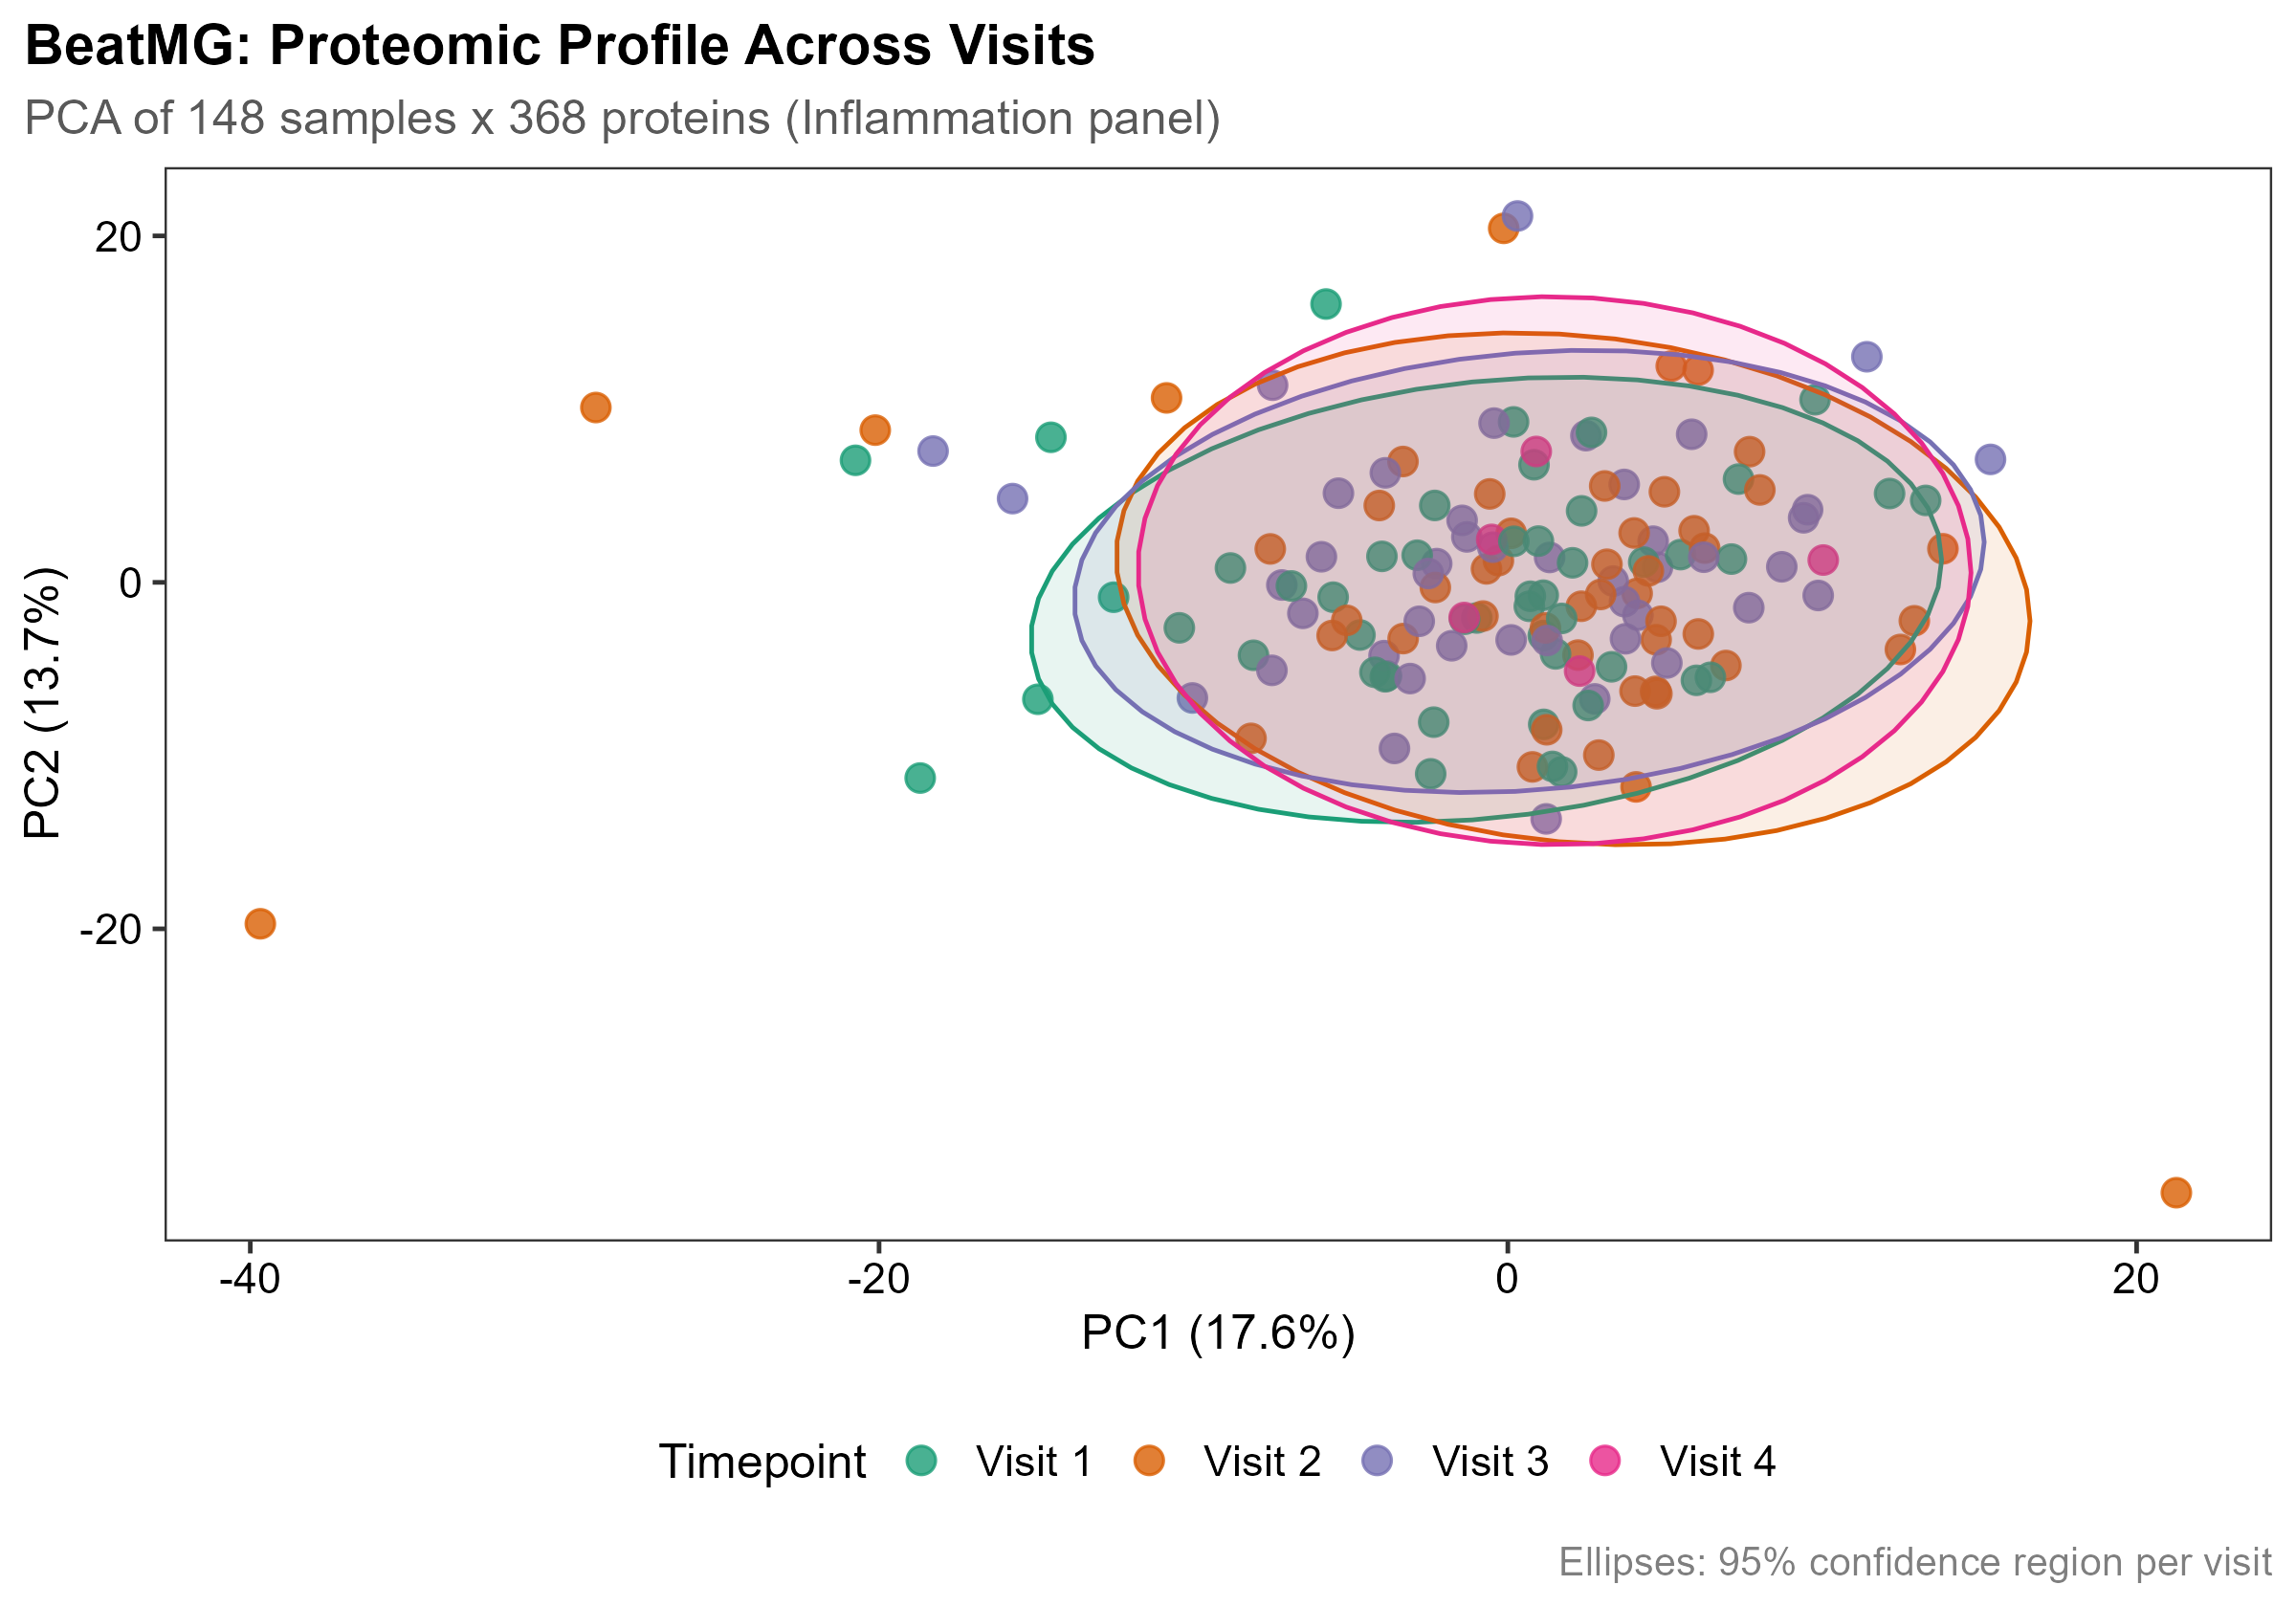 BeatMG: Proteomic Profile Across Visits
PCA of 148 samples x 368 proteins (Inflammation panel)
20
0
-20
PC2 (13.7%)
-40
-20
0
20
PC1 (17.6%)
Timepoint
Visit 1
Visit 2
Visit 3
Visit 4
Ellipses: 95% confidence region per visit